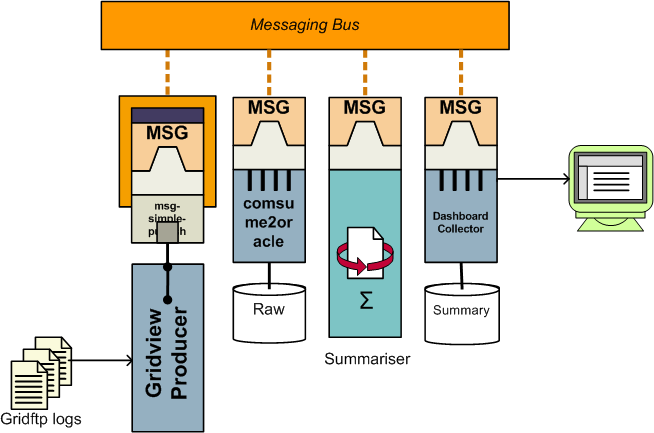 Messaging Bus
MSG
MSG
MSG
MSG
msg-
simple-
comsu
me2or
acle
Dashboard
Collector
Σ
Raw
Summary
Summariser
Gridview
Producer
Gridftp logs